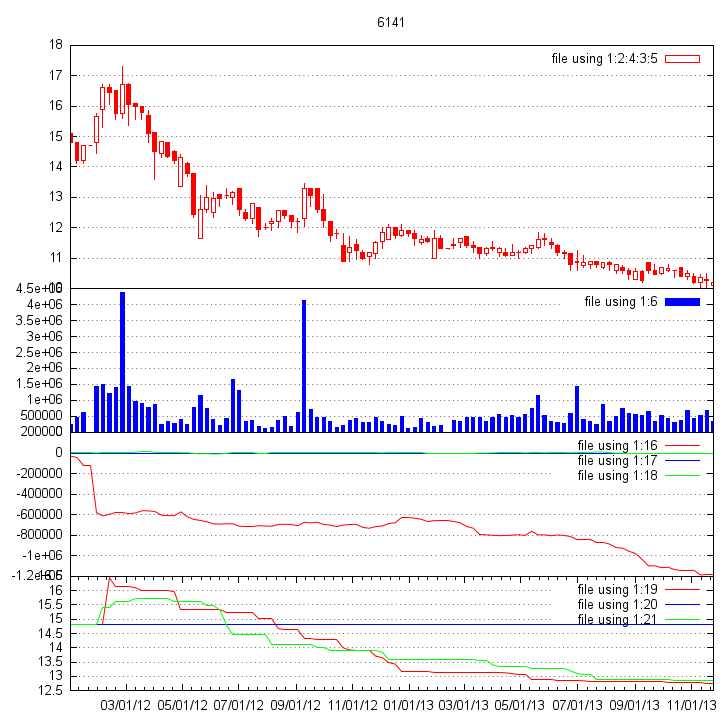 6141
18
file using 1:2:4:3:5
17
16
15
14
13
12
11
10
4.5e+06
file using 1:6
4e+06
3.5e+06
3e+06
2.5e+06
2e+06
1.5e+06
1e+06
500000
200000
0
file using 1:16
file using 1:17
-200000
file using 1:18
-400000
-600000
-800000
-1e+06
-1.2e+06
16
file using 1:19
15.5
file using 1:20
15
file using 1:21
14.5
14
13.5
13
12.5
03/01/12 05/01/12 07/01/12 09/01/12 11/01/12 01/01/13 03/01/13 05/01/13 07/01/13 09/01/13 11/01/13